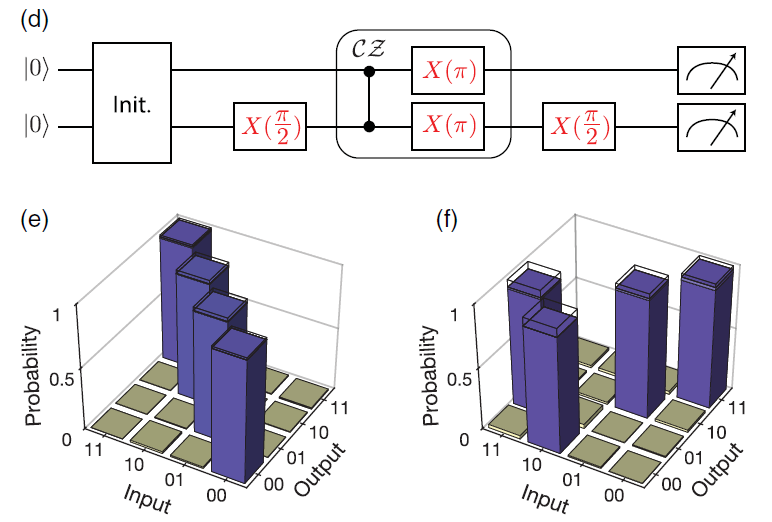 (d)
|0⟩
|0⟩
Init.
X(π/2)
𝒞𝒵
X(π)
X(π)
X(π/2)
(e)
Probability
1
0.5
0
11
10
01
00
Input
00
01
10
11
Output
(f)
Probability
1
0.5
0
11
10
01
00
Input
00
01
10
11
Output